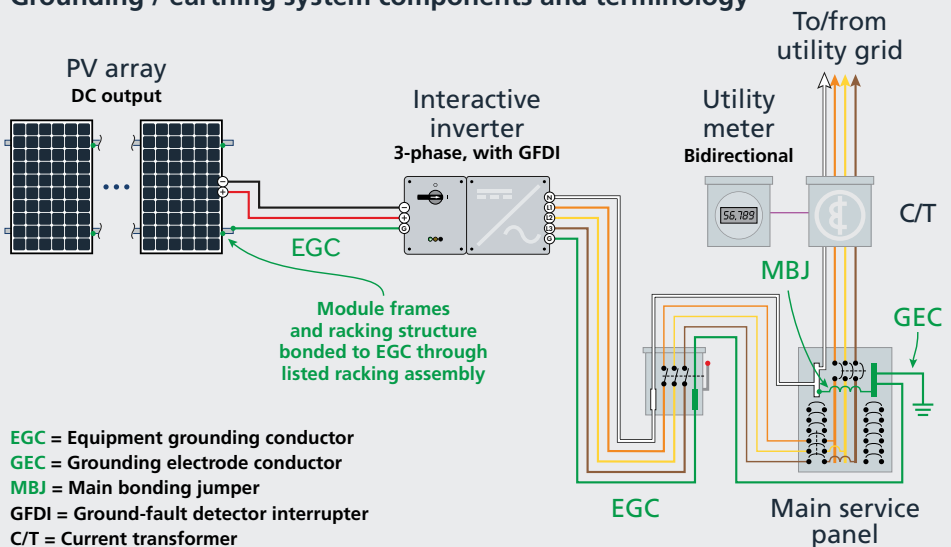 Grounding / earthing system components and terminology
To/from
utility grid
PV array
DC output
Interactive
inverter
3-phase, with GFDI
Utility
meter
Bidirectional
C/T
56,789
−
+
−
+
G
N
L1
L2
L3
G
EGC
MBJ
GEC
Module frames
and racking structure
bonded to EGC through
listed racking assembly
EGC = Equipment grounding conductor
GEC = Grounding electrode conductor
MBJ = Main bonding jumper
GFDI = Ground-fault detector interrupter
C/T = Current transformer
EGC
Main service
panel